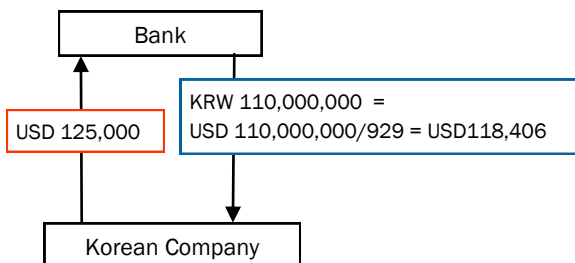 Bank
USD 125,000
KRW 110,000,000 =
USD 110,000,000/929 = USD118,406
Korean Company